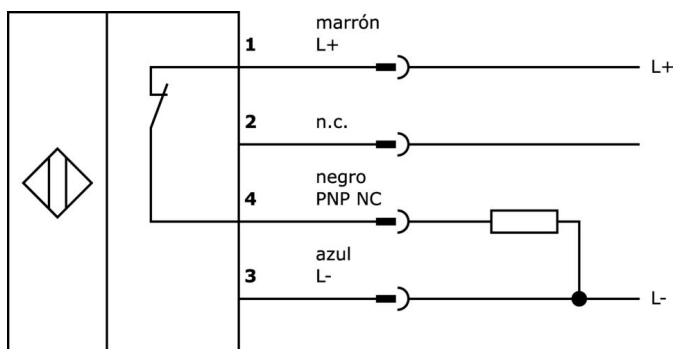 marrón
1 L+ L+
2 n.c.
negro
4 PNP NC
azul
3 L- L-